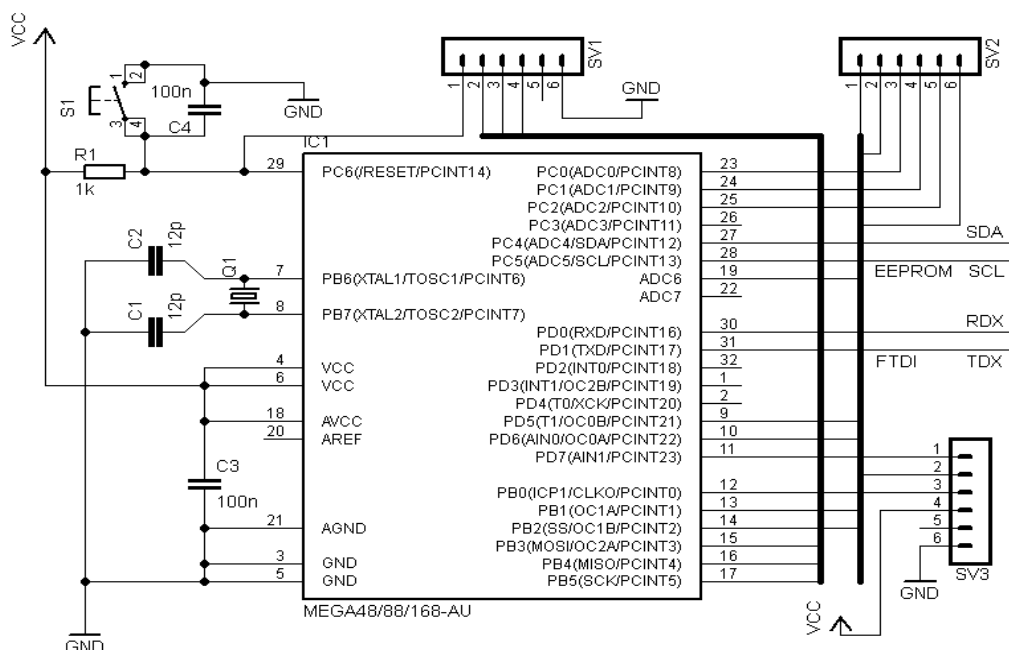 VCC
S1
1
2
3
4
100n
C4
GND
R1
1k
SV1
1
2
3
4
5
6
GND
SV2
1
2
3
4
5
6
IC1
29
PC6(/RESET/PCINT14)
7
PB6(XTAL1/TOSC1/PCINT6)
8
PB7(XTAL2/TOSC2/PCINT7)
4
VCC
6
VCC
18
AVCC
20
AREF
21
AGND
3
GND
5
GND
PC0(ADC0/PCINT8)
23
PC1(ADC1/PCINT9)
24
PC2(ADC2/PCINT10)
25
PC3(ADC3/PCINT11)
26
PC4(ADC4/SDA/PCINT12)
27
SDA
PC5(ADC5/SCL/PCINT13)
28
EEPROM SCL
ADC6
19
ADC7
22
PD0(RXD/PCINT16)
30
RDX
PD1(TXD/PCINT17)
31
FTDI TDX
PD2(INT0/PCINT18)
32
PD3(INT1/OC2B/PCINT19)
1
PD4(T0/XCK/PCINT20)
2
PD5(T1/OC0B/PCINT21)
9
PD6(AIN0/OC0A/PCINT22)
10
PD7(AIN1/PCINT23)
11
PB0(ICP1/CLKO/PCINT0)
12
PB1(OC1A/PCINT1)
13
PB2(SS/OC1B/PCINT2)
14
PB3(MOSI/OC2A/PCINT3)
15
PB4(MISO/PCINT4)
16
PB5(SCK/PCINT5)
17
MEGA48/88/168-AU
C2
12p
C1
12p
Q1
C3
100n
GND
1
2
3
4
5
6
SV3
GND
VCC